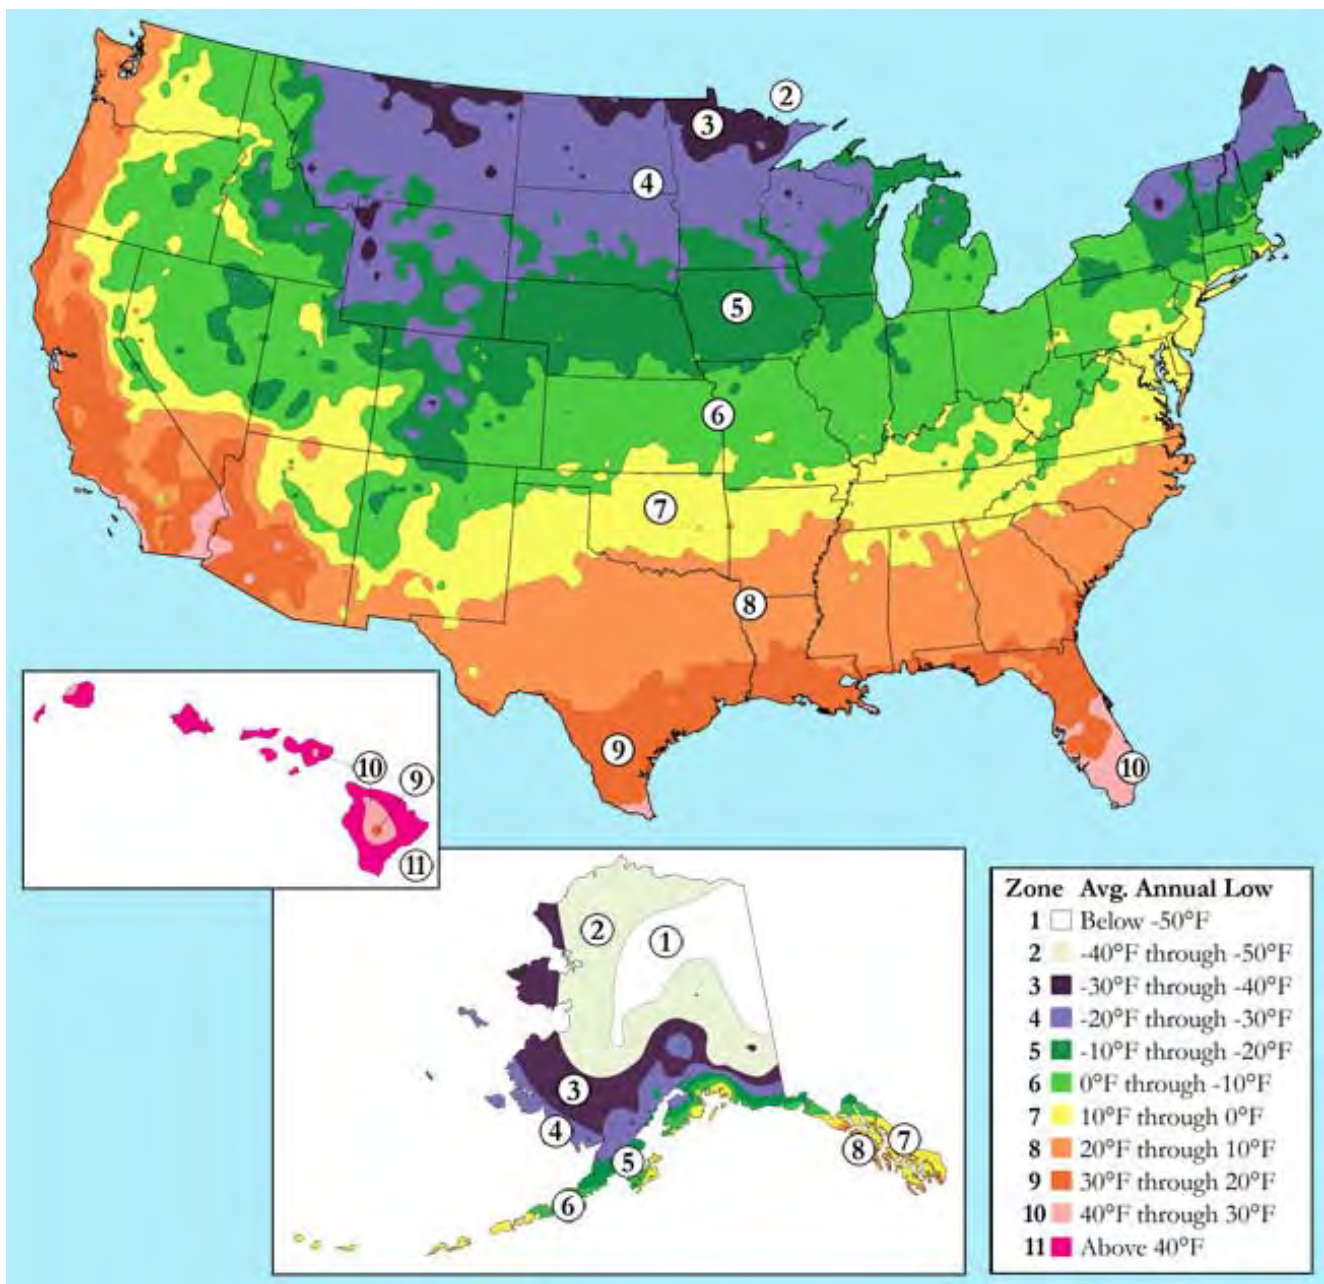 2
3
4
5
6
7
8
9
10
10
9
11
2
1
3
4
5
6
8
7
Zone Avg. Annual Low
1 Below -50°F
2 -40°F through -50°F
3 -30°F through -40°F
4 -20°F through -30°F
5 -10°F through -20°F
6 0°F through -10°F
7 10°F through 0°F
8 20°F through 10°F
9 30°F through 20°F
10 40°F through 30°F
11 Above 40°F